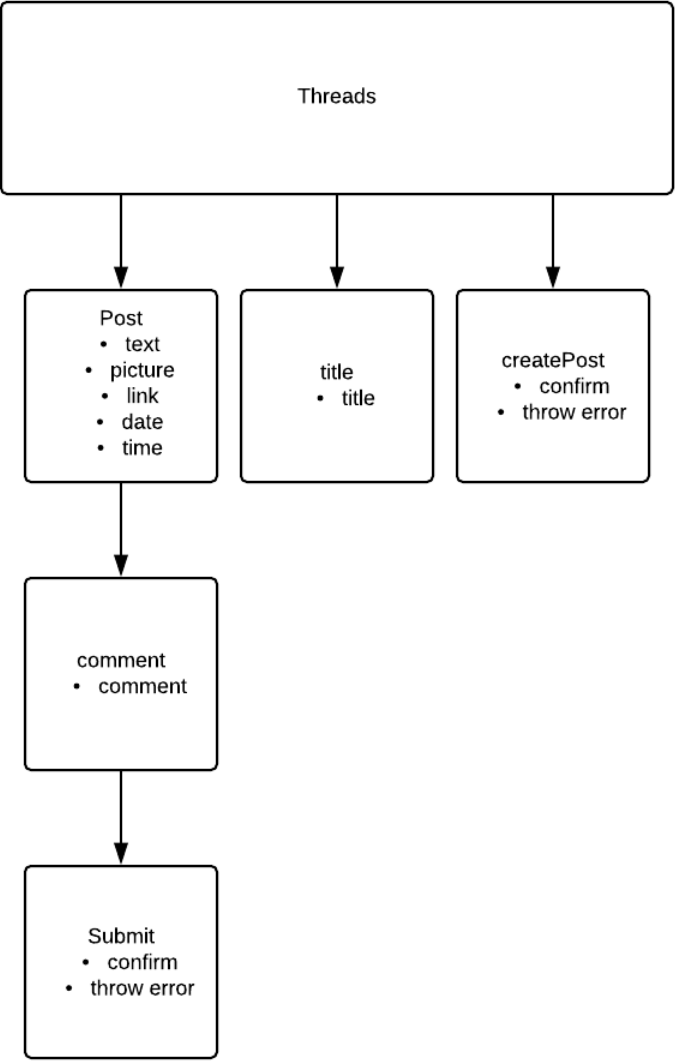 Threads
Post
• text
• picture
• link
• date
• time
title
• title
createPost
• confirm
• throw error
comment
• comment
Submit
• confirm
• throw error